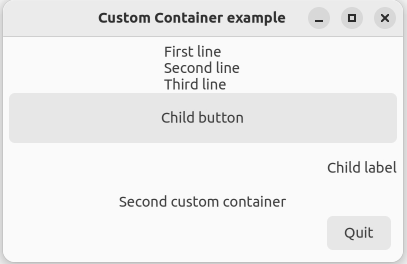 Custom Container example
First line
Second line
Third line
Child button
Child label
Second custom container
Quit